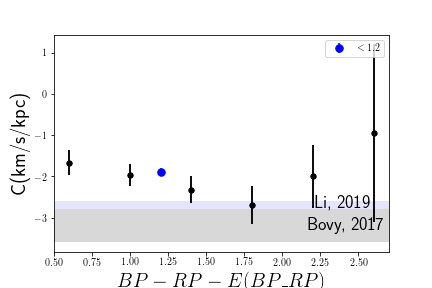 < 1/2
C(km/s/kpc)
1
0
−1
−2
−3
Li, 2019
Bovy, 2017
0.50 0.75 1.00 1.25 1.50 1.75 2.00 2.25 2.50
BP − RP − E(BP_RP)